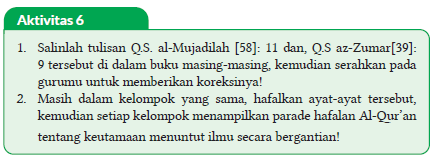 Aktivitas 6
1. Salinlah tulisan Q.S. al-Mujadilah [58]: 11 dan, Q.S az-Zumar[39]:
9 tersebut di dalam buku masing-masing, kemudian serahkan pada
gurumu untuk memberikan koreksinya!
2. Masih dalam kelompok yang sama, hafalkan ayat-ayat tersebut,
kemudian setiap kelompok menampilkan parade hafalan Al-Qur’an
tentang keutamaan menuntut ilmu secara bergantian!